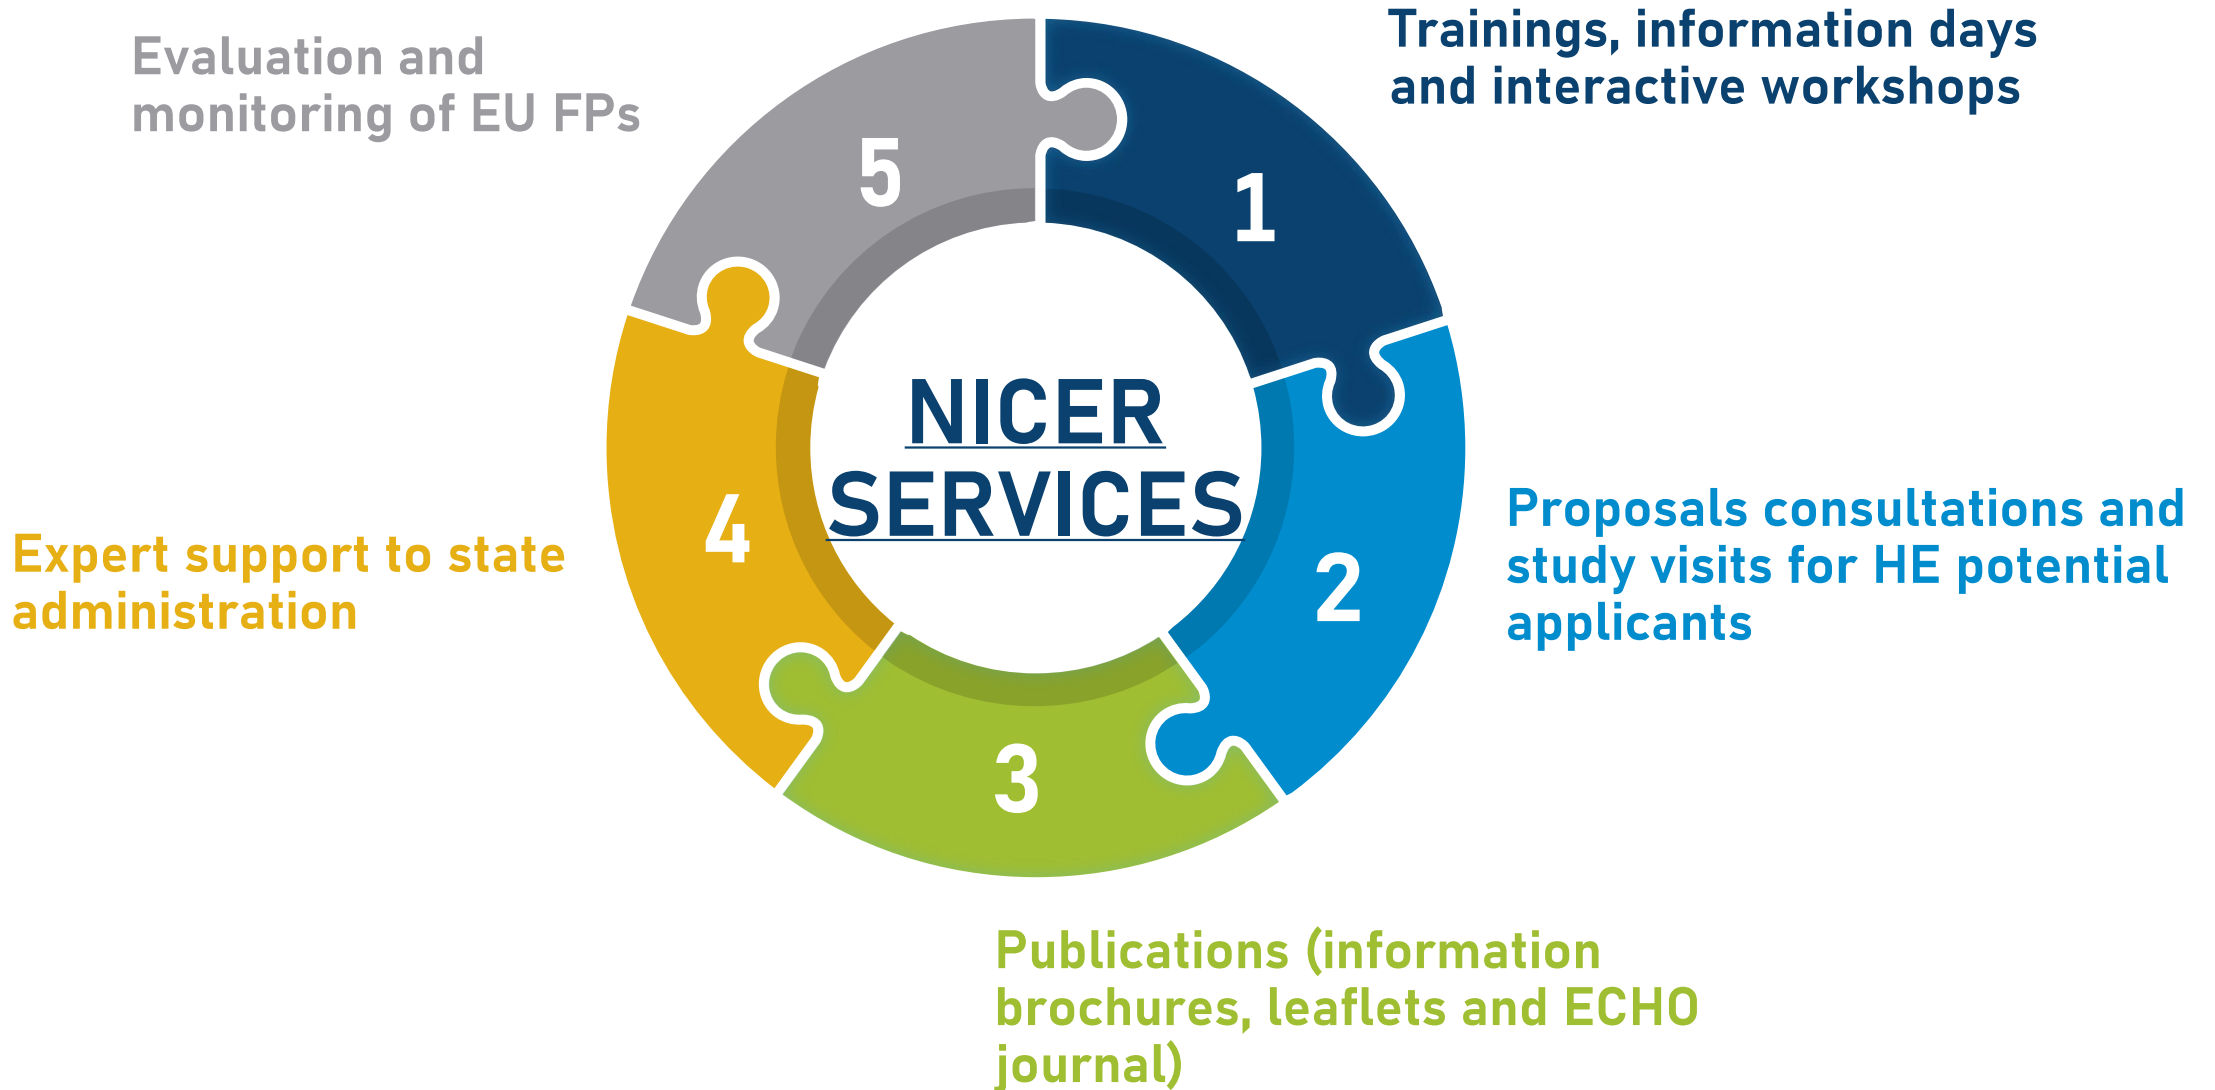 Evaluation and
monitoring of EU FPs
Trainings, information days
and interactive workshops
5
1
NICER
SERVICES
4
2
Expert support to state
administration
Proposals consultations and
study visits for HE potential
applicants
3
Publications (information
brochures, leaflets and ECHO
journal)